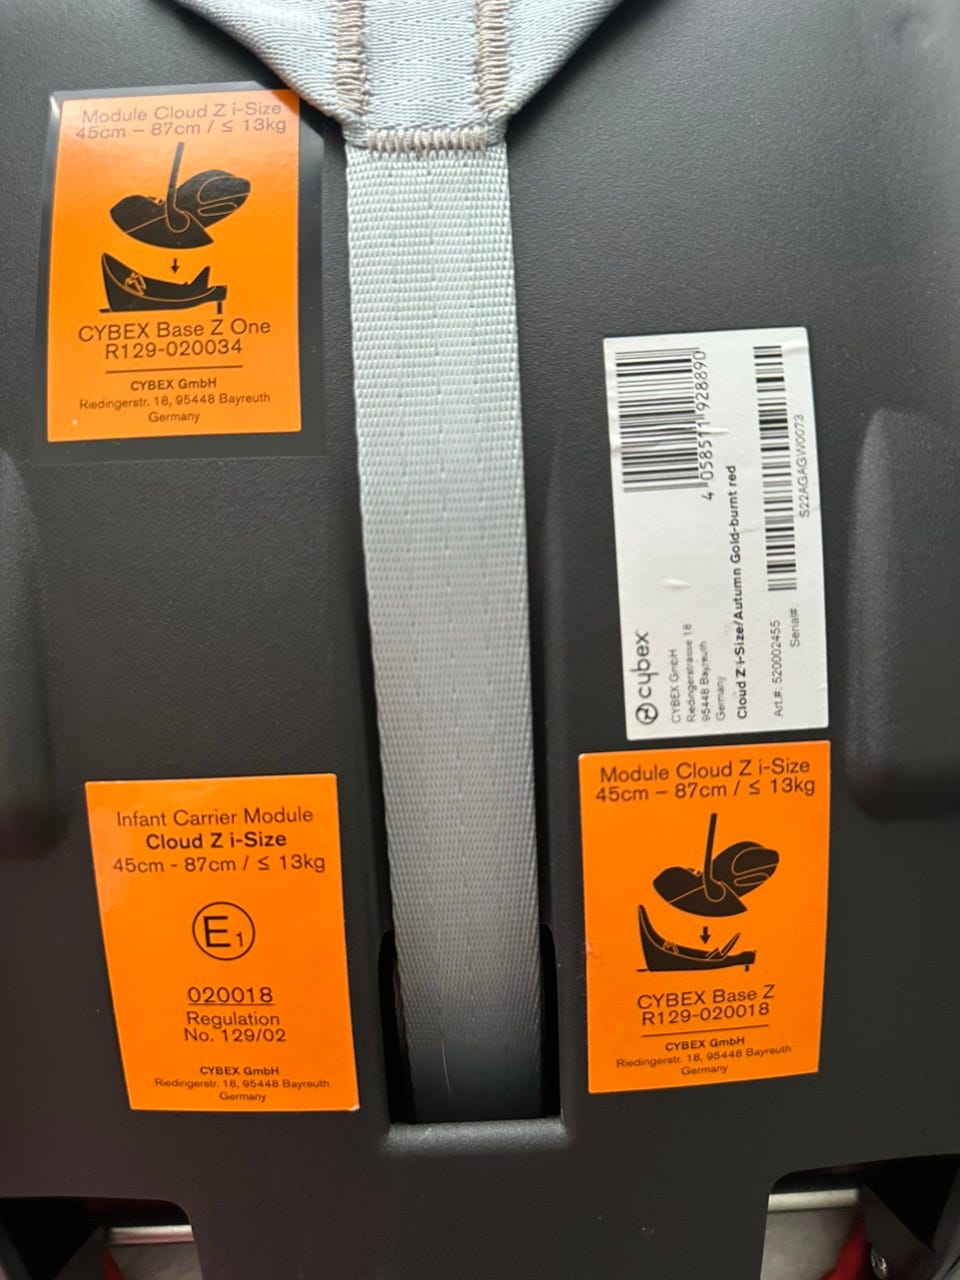 Module Cloud Z i-Size
45cm – 87cm / ≤ 13kg
CYBEX Base Z One
R129-020034
CYBEX GmbH
Riedingerstr. 18, 95448 Bayreuth
Germany
4 058511 928890
cybex
CYBEX GmbH
Riedingerstrasse 18
95448 Bayreuth
Germany
Cloud Z i-Size/Autumn Gold-burnt red
Art.#: 520002455
Serial#:
S22AGAGW0073
Infant Carrier Module
Cloud Z i-Size
45cm - 87cm / ≤ 13kg
E1
020018
Regulation
No. 129/02
CYBEX GmbH
Riedingerstr. 18, 95448 Bayreuth
Germany
Module Cloud Z i-Size
45cm – 87cm / ≤ 13kg
CYBEX Base Z
R129-020018
CYBEX GmbH
Riedingerstr. 18, 95448 Bayreuth
Germany